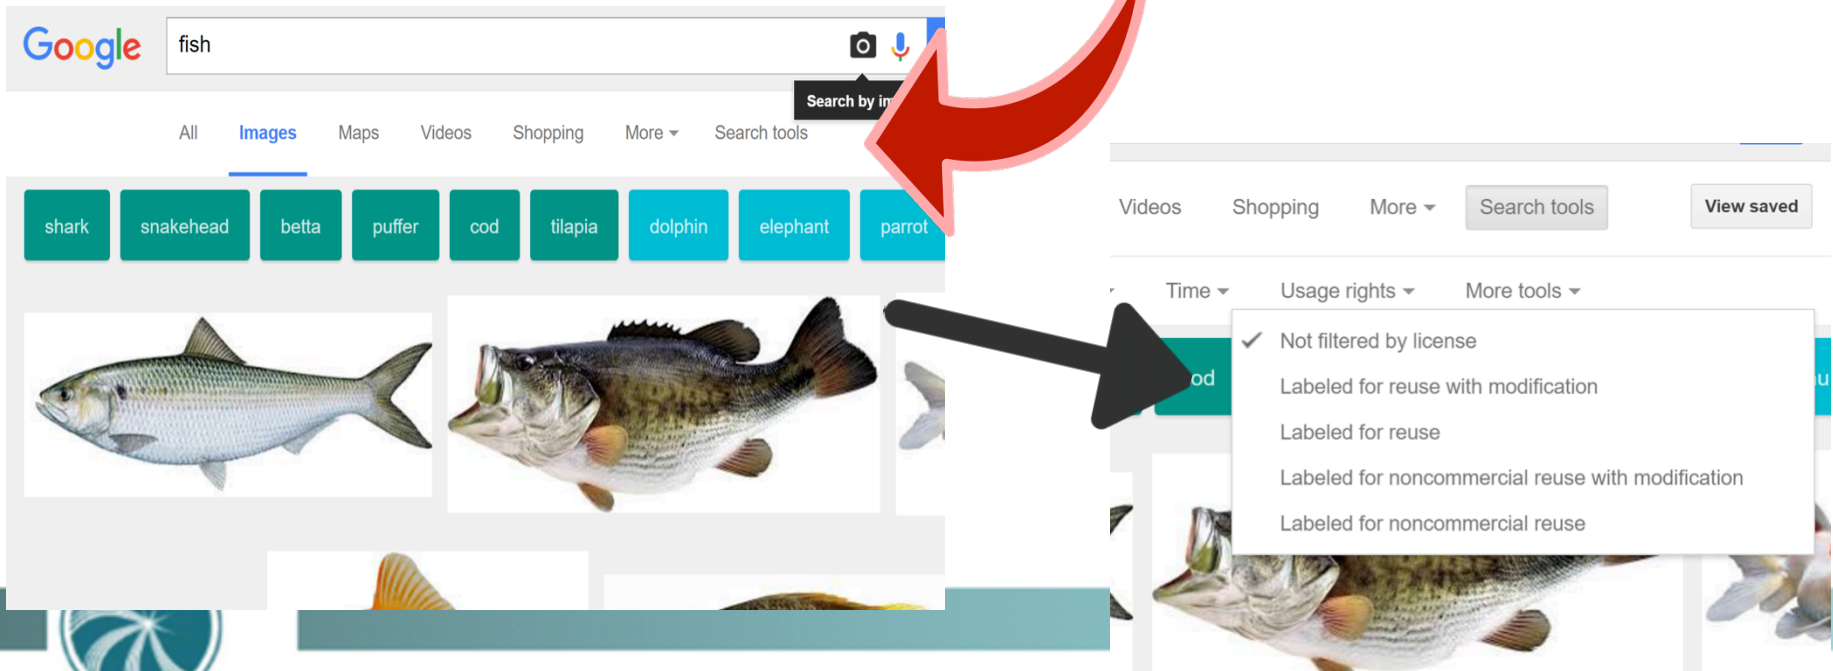 Google
fish
Search by im
All Images Maps Videos Shopping More Search tools
shark snakehead betta puffer cod tilapia dolphin elephant parrot
Videos Shopping More Search tools View saved
Time Usage rights More tools
od
Not filtered by license
Labeled for reuse with modification
Labeled for reuse
Labeled for noncommercial reuse with modification
Labeled for noncommercial reuse